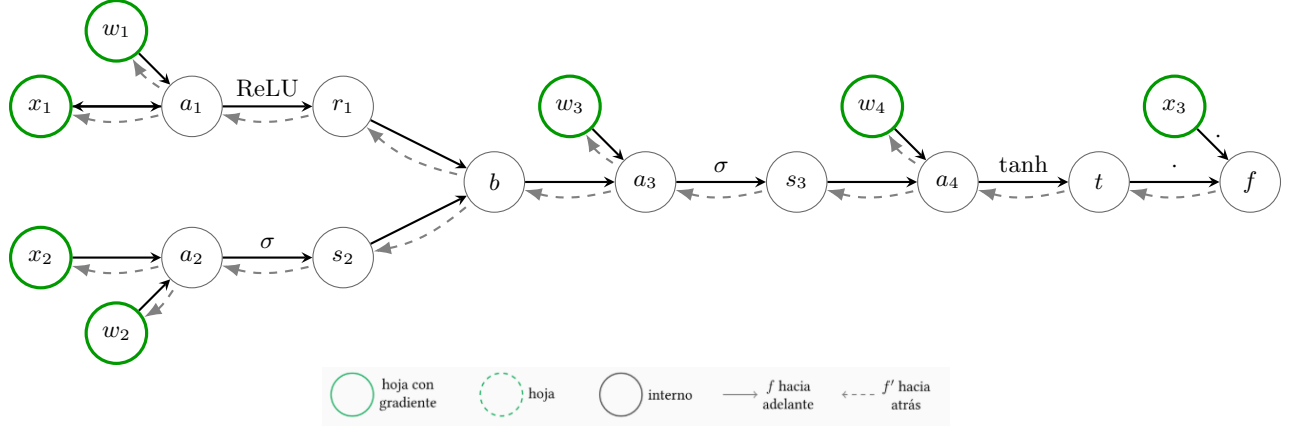 w₁
x₁ a₁ ReLU r₁ w₃ w₄ x₃
·
b a₃ σ s₃ a₄ tanh t · f
x₂ a₂ σ s₂
w₂
hoja con
gradiente
hoja
interno
f hacia
adelante
f′ hacia
atrás